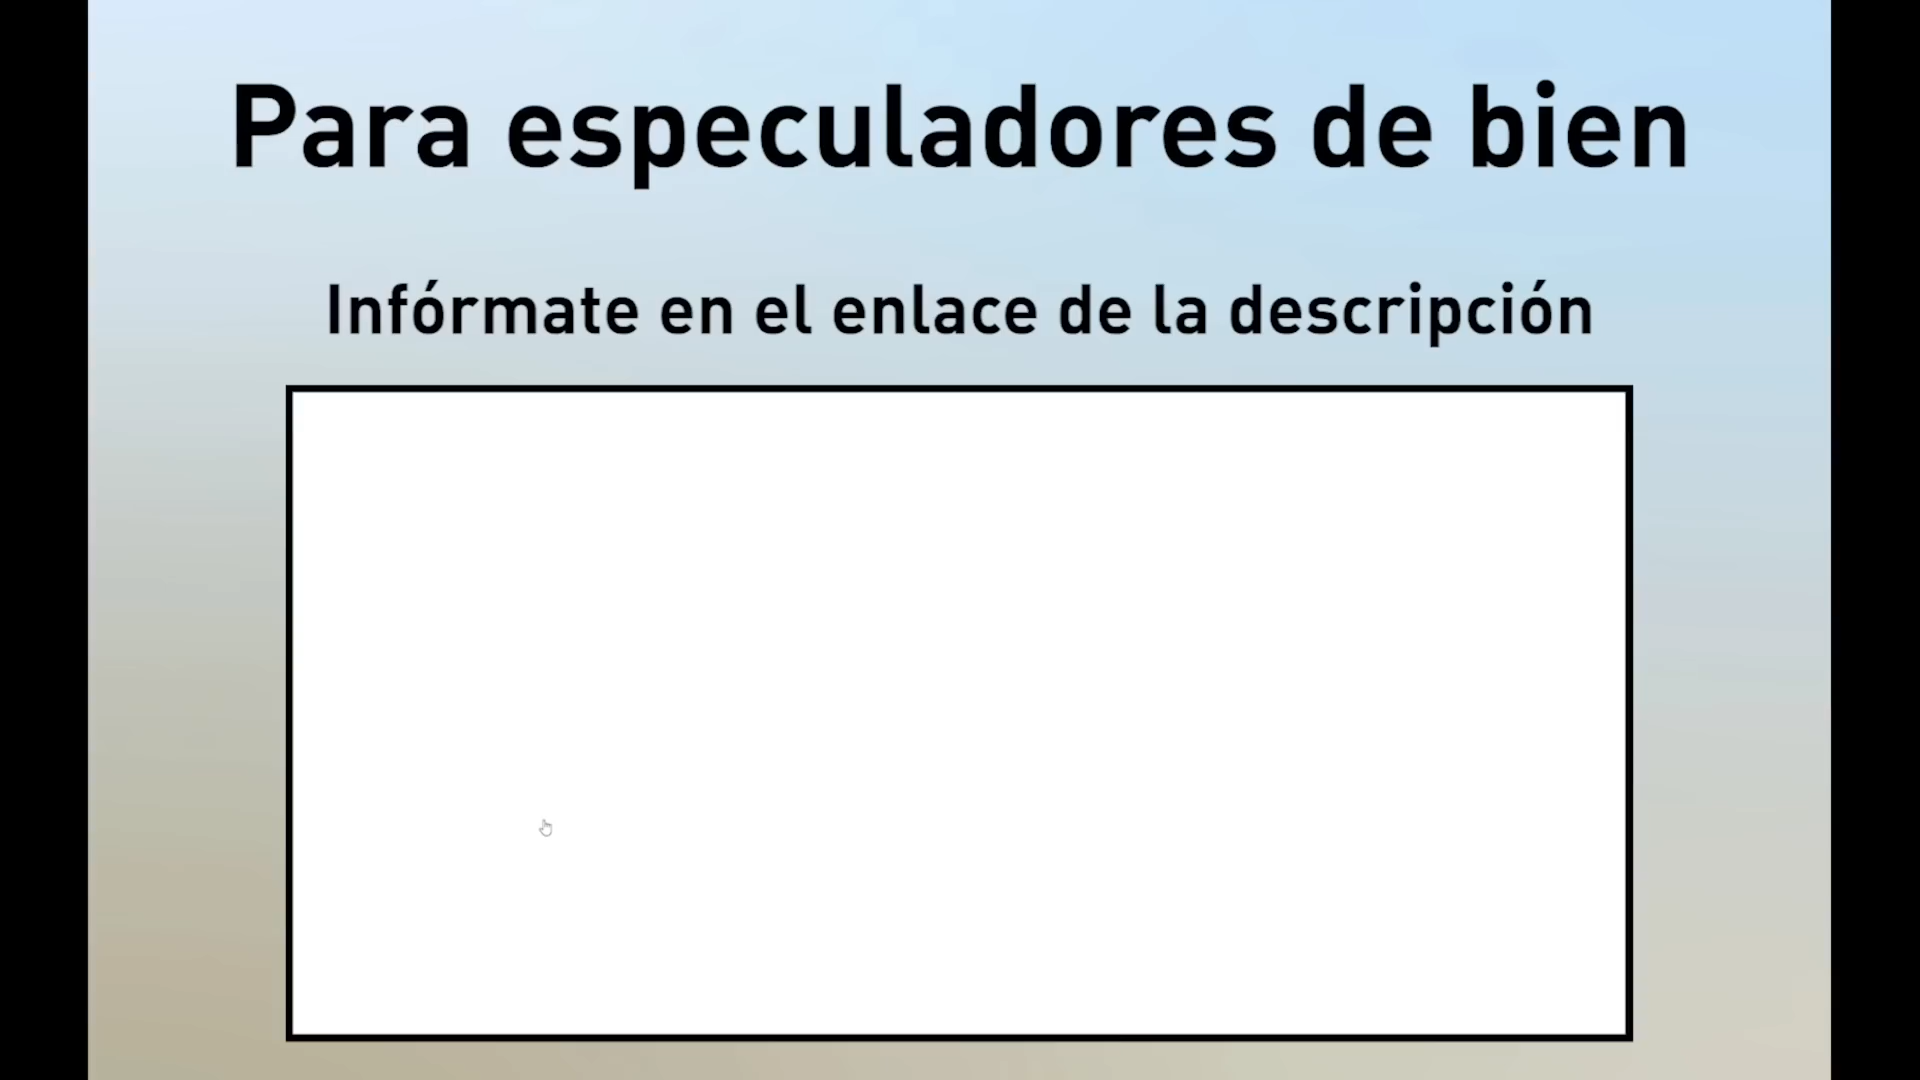 Para especuladores de bien
Infórmate en el enlace de la descripción